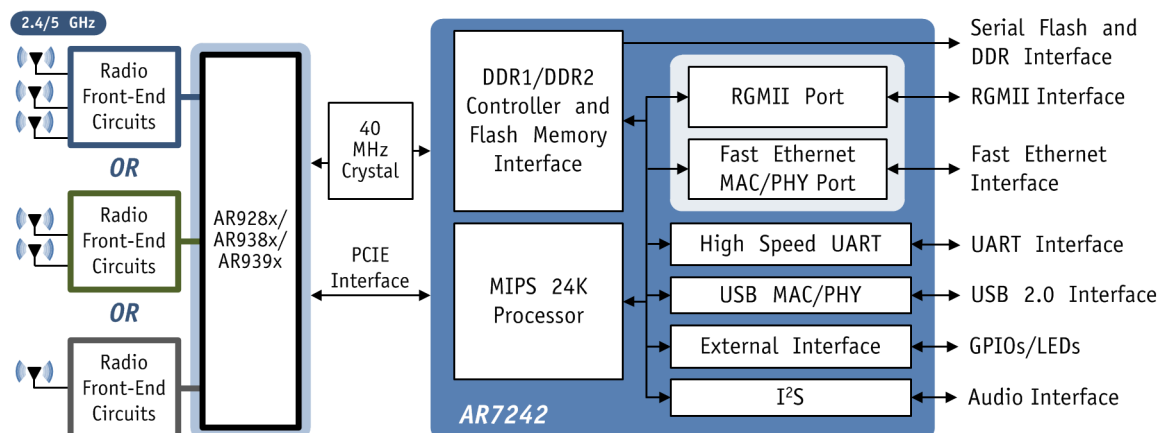 2.4/5 GHz
Radio
Front-End
Circuits
OR
Radio
Front-End
Circuits
OR
Radio
Front-End
Circuits
AR928x/
AR938x/
AR939x
40
MHz
Crystal
PCIE
Interface
DDR1/DDR2
Controller and
Flash Memory
Interface
MIPS 24K
Processor
RGMII Port
Fast Ethernet
MAC/PHY Port
High Speed UART
USB MAC/PHY
External Interface
I²S
AR7242
Serial Flash and
DDR Interface
RGMII Interface
Fast Ethernet
Interface
UART Interface
USB 2.0 Interface
GPIOs/LEDs
Audio Interface